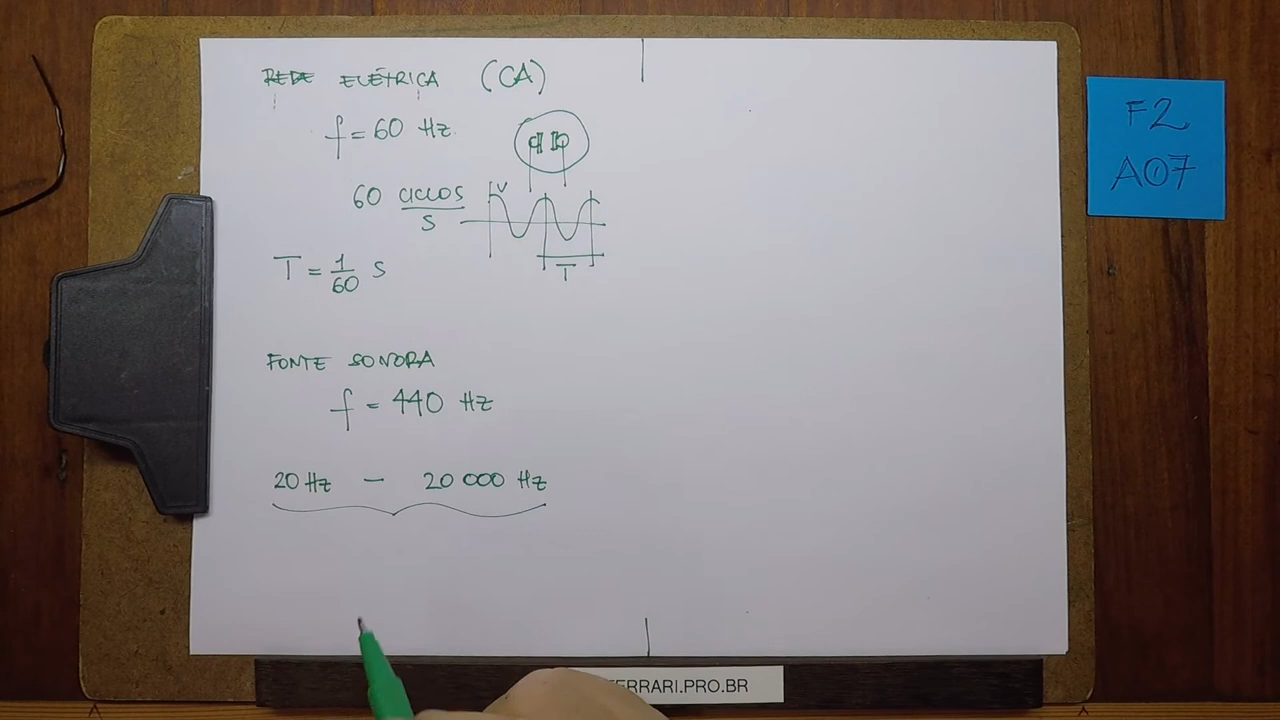 REDE ELÉTRICA (CA)
f = 60 Hz
60 CICLOS
S
V
T
T = 1/60 S
FONTE SONORA
f = 440 Hz
20 Hz — 20 000 Hz
F2
A07
FERRARI.PRO.BR